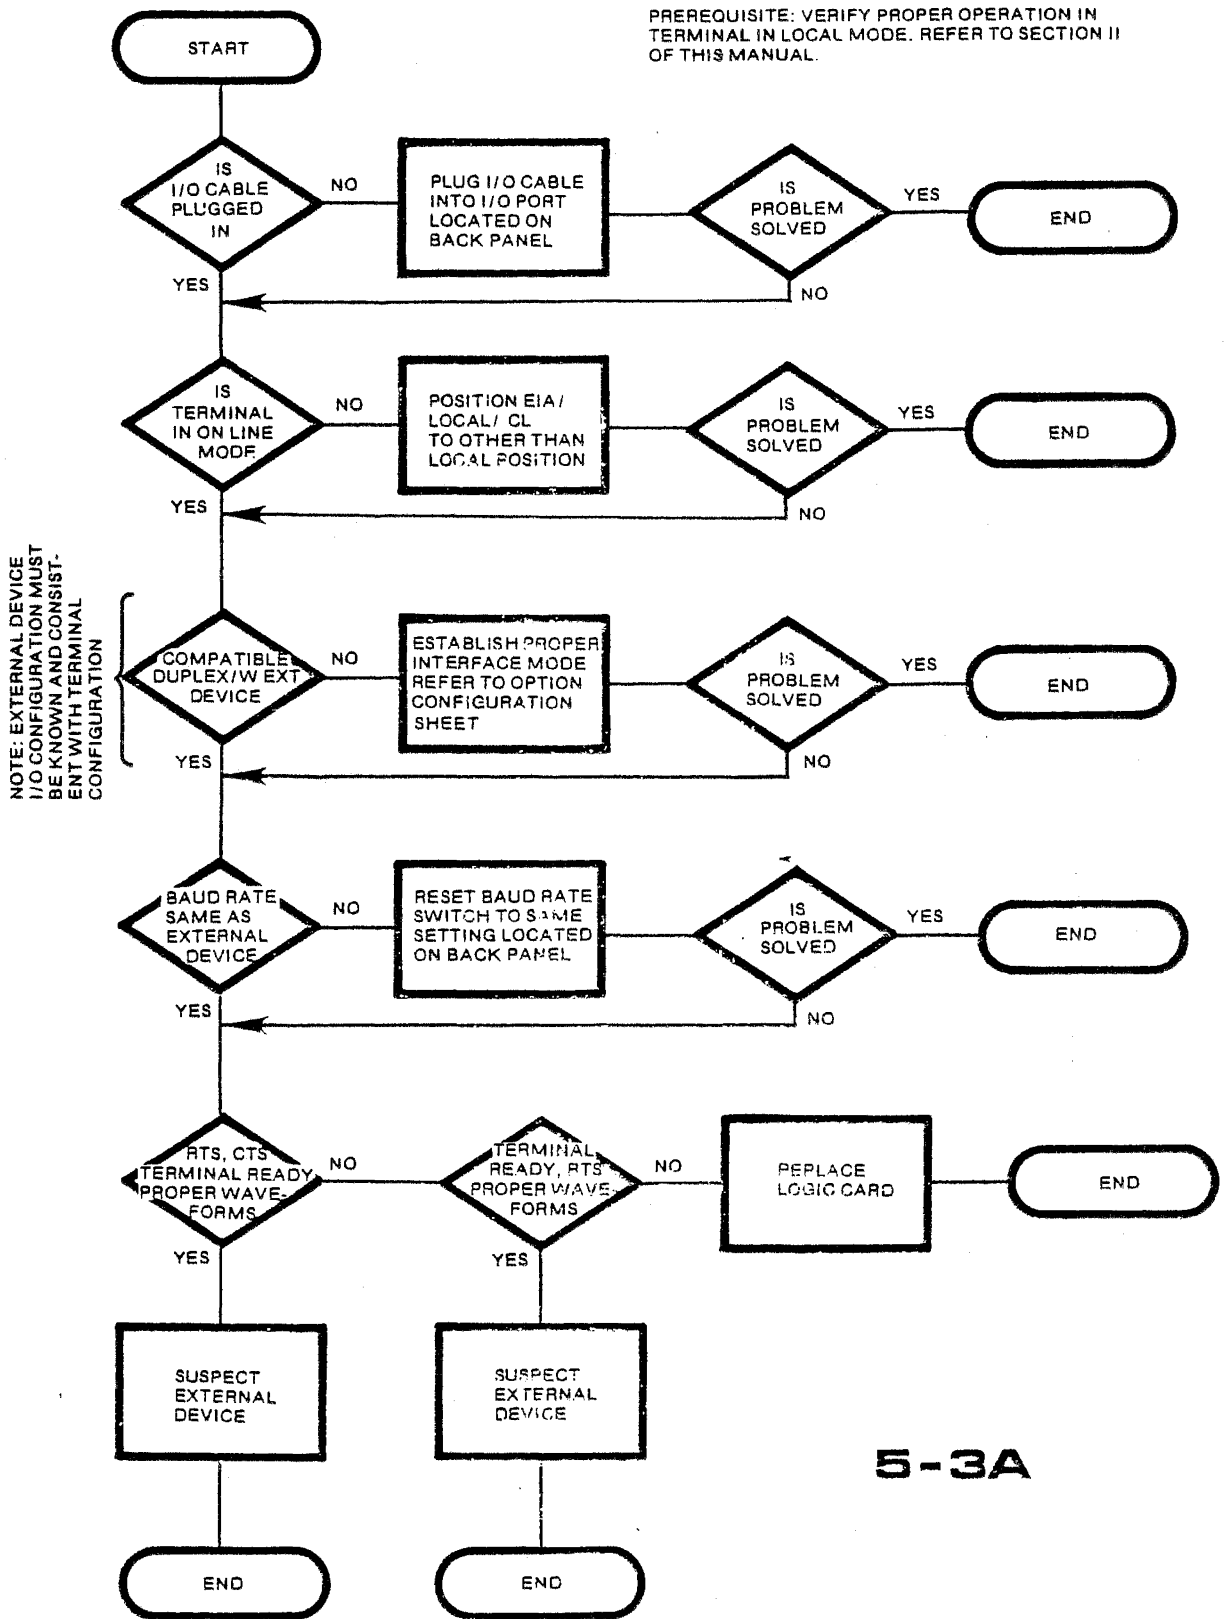 PREREQUISITE: VERIFY PROPER OPERATION IN
TERMINAL IN LOCAL MODE. REFER TO SECTION II
OF THIS MANUAL.
START
IS
I/O CABLE
PLUGGED
IN
NO
PLUG I/O CABLE
INTO I/O PORT
LOCATED ON
BACK PANEL
IS
PROBLEM
SOLVED
YES
END
YES
NO
IS
TERMINAL
IN ON LINE
MODE
NO
POSITION EIA/
LOCAL/ CL
TO OTHER THAN
LOCAL POSITION
IS
PROBLEM
SOLVED
YES
END
YES
NO
NOTE: EXTERNAL DEVICE
I/O CONFIGURATION MUST
BE KNOWN AND CONSIST-
ENT WITH TERMINAL
CONFIGURATION
COMPATIBLE
DUPLEX/W EXT
DEVICE
NO
ESTABLISH PROPER
INTERFACE MODE
REFER TO OPTION
CONFIGURATION
SHEET
IS
PROBLEM
SOLVED
YES
END
YES
NO
BAUD RATE
SAME AS
EXTERNAL
DEVICE
NO
RESET BAUD RATE
SWITCH TO SAME
SETTING LOCATED
ON BACK PANEL
IS
PROBLEM
SOLVED
YES
END
YES
NO
RTS, CTS
TERMINAL READY
PROPER WAVE-
FORMS
NO
TERMINAL
READY, RTS
PROPER WAVE-
FORMS
NO
REPLACE
LOGIC CARD
END
YES
YES
SUSPECT
EXTERNAL
DEVICE
SUSPECT
EXTERNAL
DEVICE
5-3A
END
END